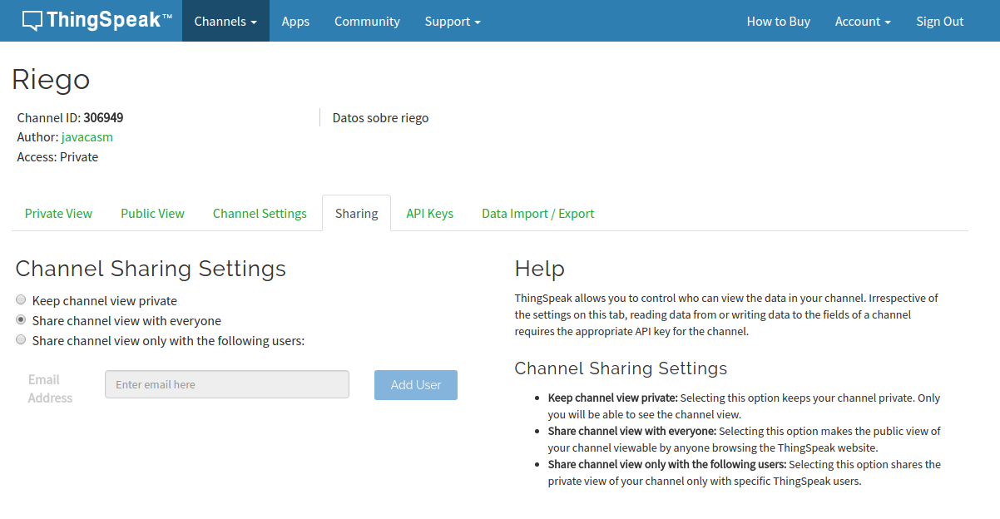 ThingSpeak™ Channels Apps Community Support How to Buy Account Sign Out
Riego
Channel ID: 306949
Author: javacasm
Access: Private
Datos sobre riego
Private View Public View Channel Settings Sharing API Keys Data Import / Export
Channel Sharing Settings
Keep channel view private
Share channel view with everyone
Share channel view only with the following users:
Email
Address
Enter email here
Add User
Help
ThingSpeak allows you to control who can view the data in your channel. Irrespective of
the settings on this tab, reading data from or writing data to the fields of a channel
requires the appropriate API key for the channel.
Channel Sharing Settings
• Keep channel view private: Selecting this option keeps your channel private. Only
you will be able to see the channel view.
• Share channel view with everyone: Selecting this option makes the public view of
your channel viewable by anyone browsing the ThingSpeak website.
• Share channel view only with the following users: Selecting this option shares the
private view of your channel only with specific ThingSpeak users.